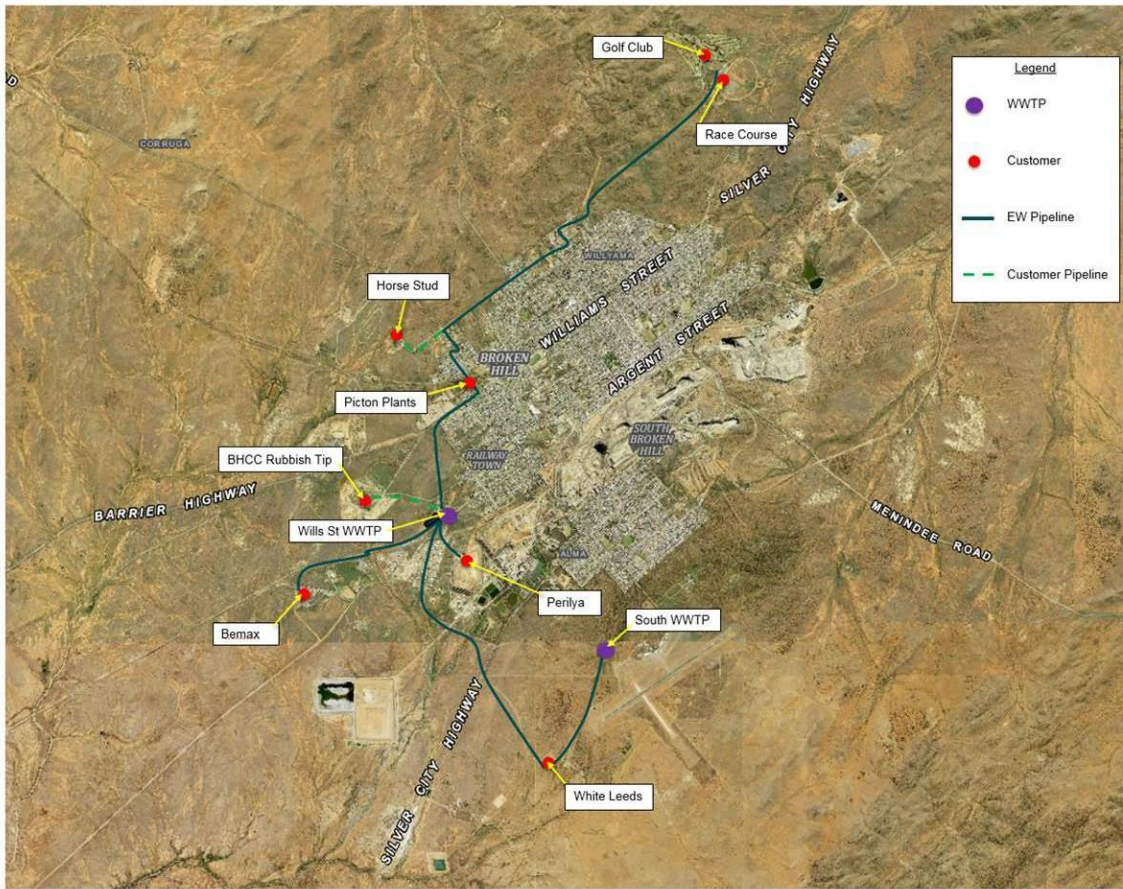 Golf Club
Legend
WWTP
Customer
EW Pipeline
Customer Pipeline
CORRUGA
Race Course
SILVER CITY HIGHWAY
WILLYAMA
Horse Stud
WILLIAMS STREET
ARGENT STREET
BROKEN
HILL
Picton Plants
SOUTH
BROKEN
HILL
RAILWAY
TOWN
BHCC Rubbish Tip
BARRIER HIGHWAY
Wills St WWTP
MENINDEE ROAD
ALMA
Perilya
Bemax
South WWTP
SILVER CITY HIGHWAY
White Leeds